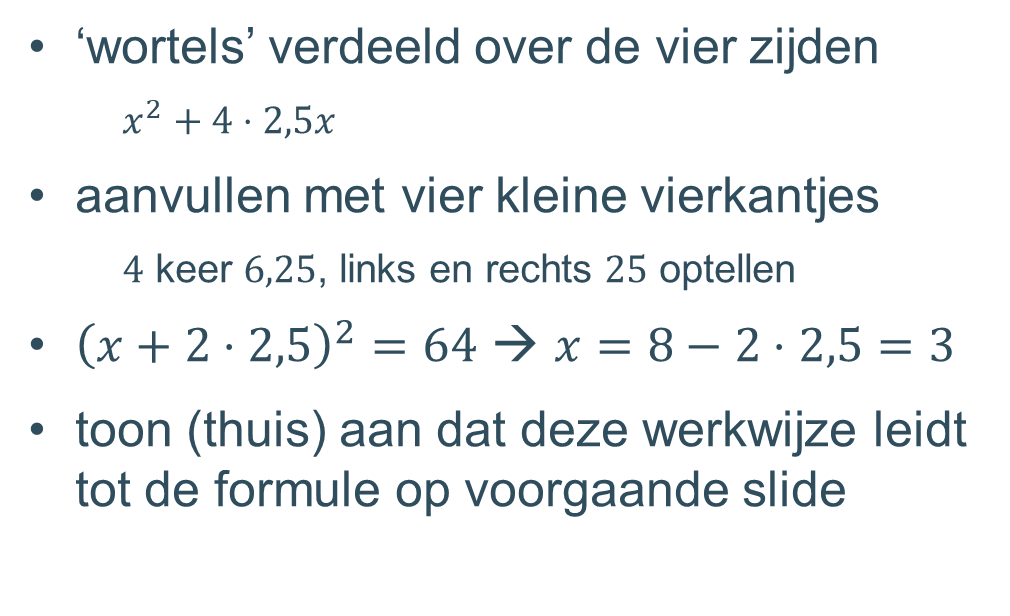 • ‘wortels’ verdeeld over de vier zijden
x² + 4 · 2,5x
• aanvullen met vier kleine vierkantjes
4 keer 6,25, links en rechts 25 optellen
• (x + 2 · 2,5)² = 64 → x = 8 − 2 · 2,5 = 3
• toon (thuis) aan dat deze werkwijze leidt
tot de formule op voorgaande slide